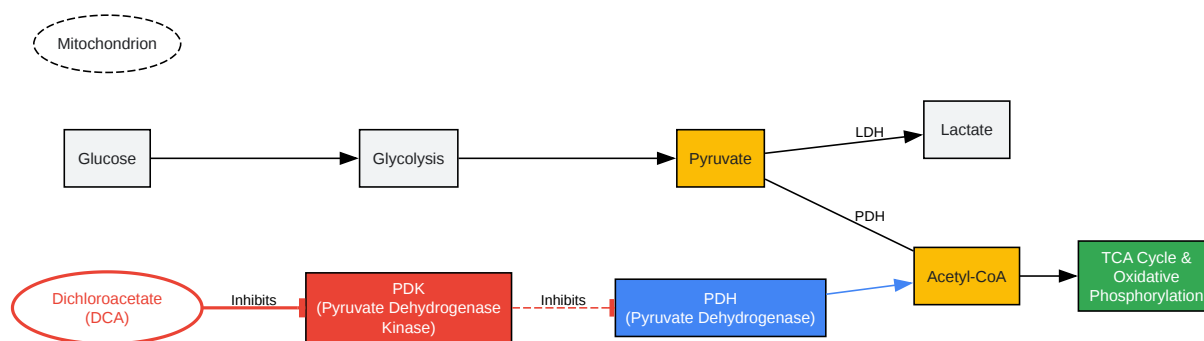 Mitochondrion
Glucose
Glycolysis
Pyruvate
LDH
Lactate
PDH
Acetyl-CoA
TCA Cycle &
Oxidative
Phosphorylation
Dichloroacetate
(DCA)
Inhibits
PDK
(Pyruvate Dehydrogenase
Kinase)
Inhibits
PDH
(Pyruvate Dehydrogenase)